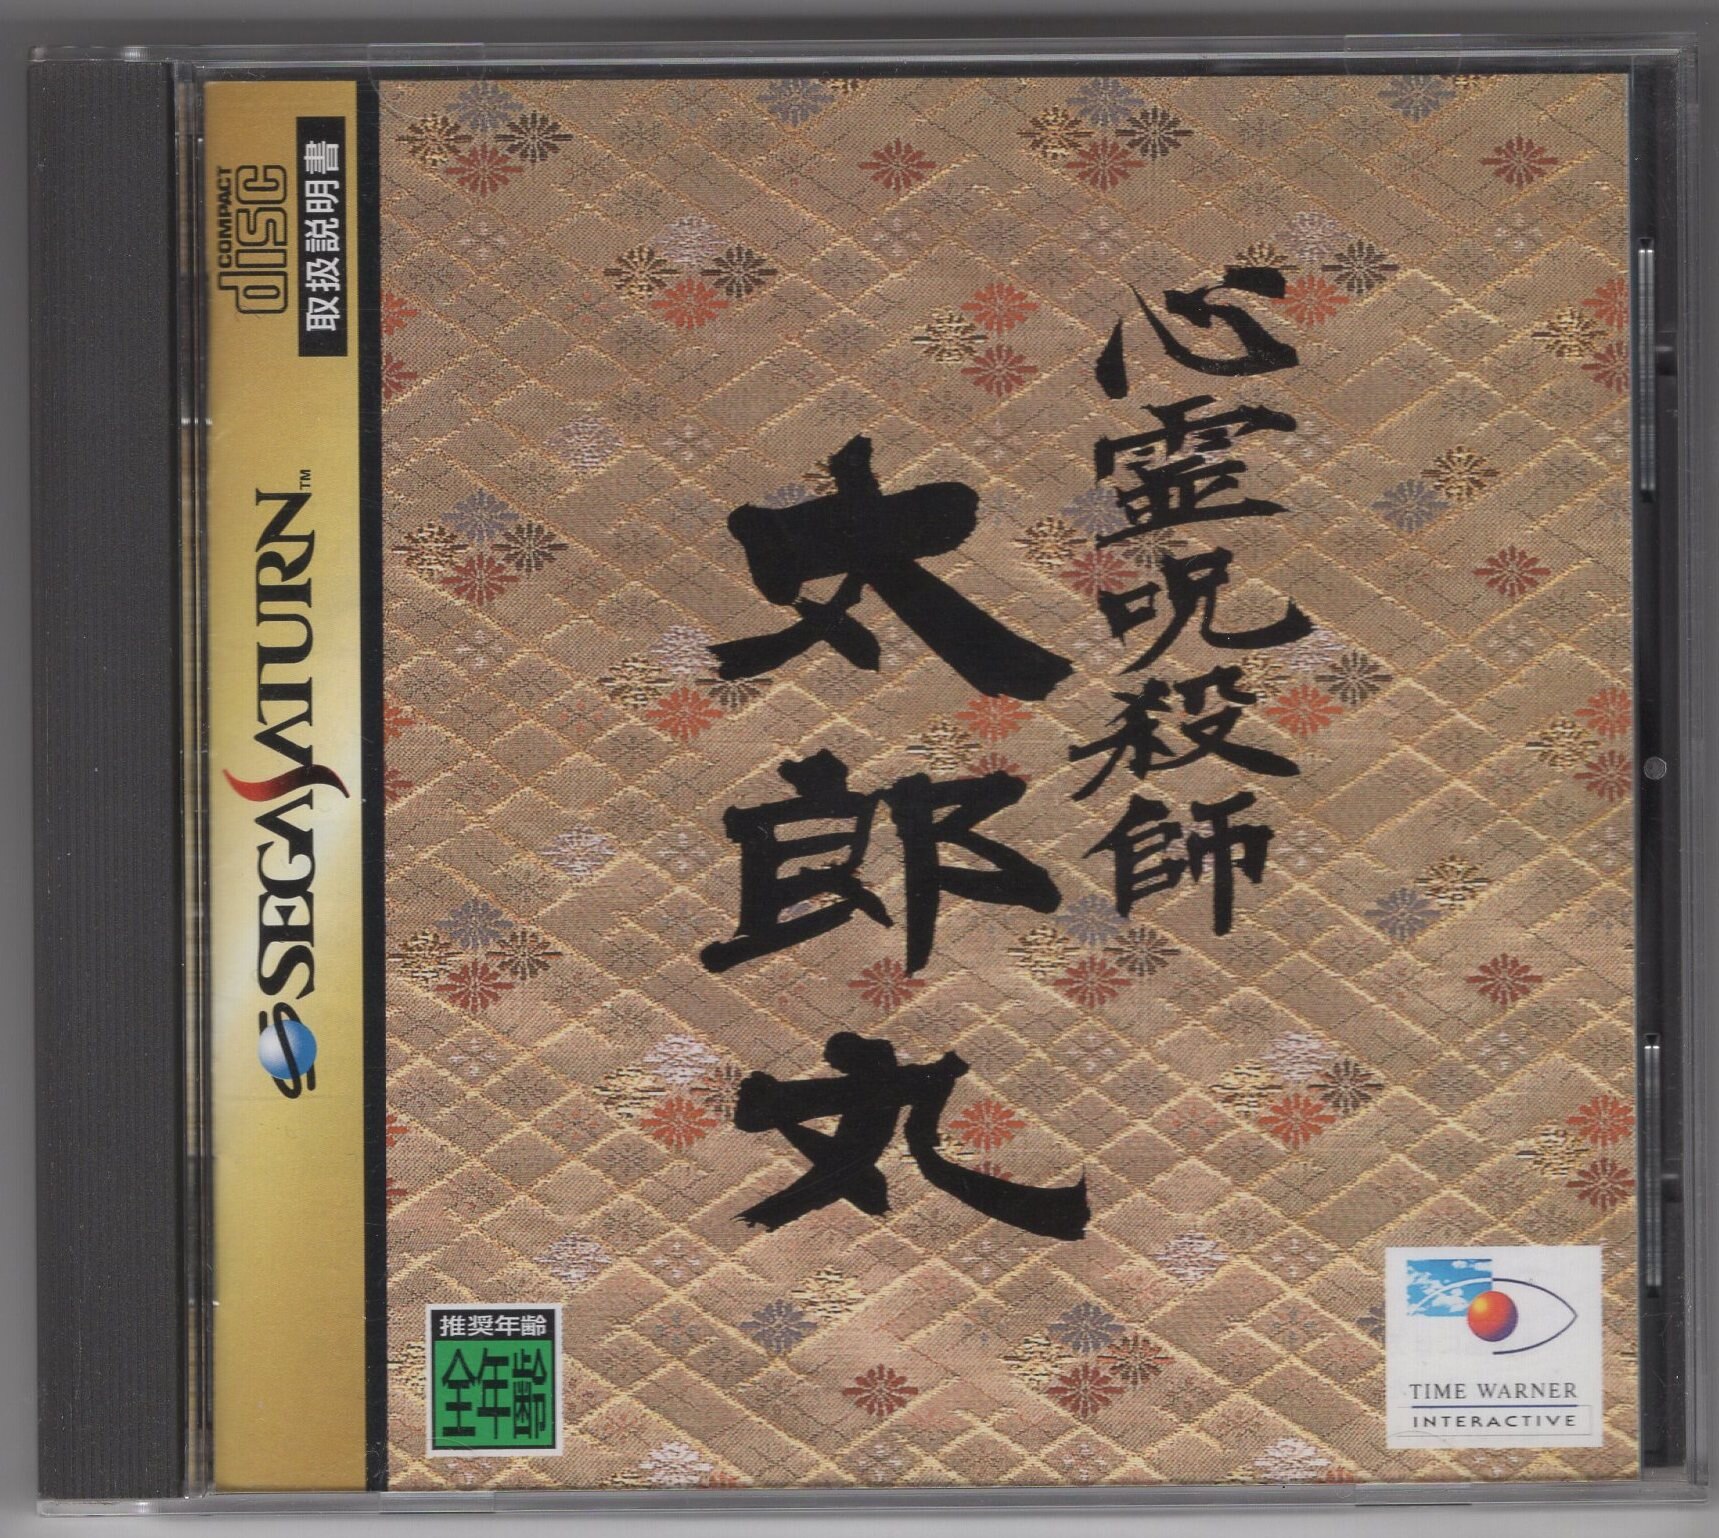 心霊呪殺師
太郎丸
COMPACT
disc
取扱説明書
SEGA SATURN™
推奨年齢
全年齢
TIME WARNER
INTERACTIVE